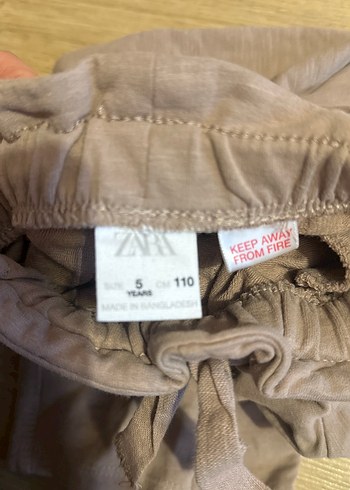 ZARA
SIZE 5 YEARS CM 110
MADE IN BANGLADESH
KEEP AWAY
FROM FIRE